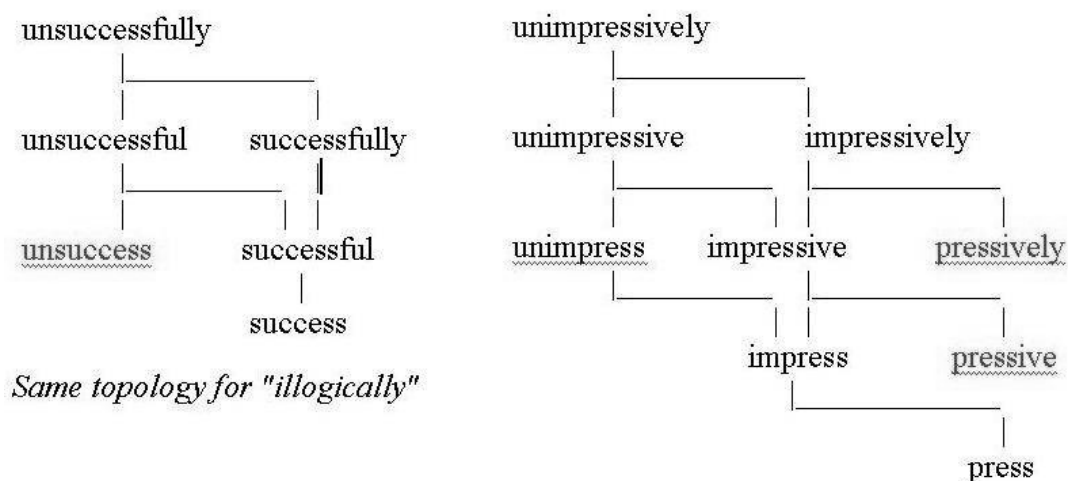 unsuccessfully
unsuccessful successfully
unsuccess successful
success
Same topology for "illogically"
unimpressively
unimpressive impressively
unimpress impressive pressively
impress pressive
press